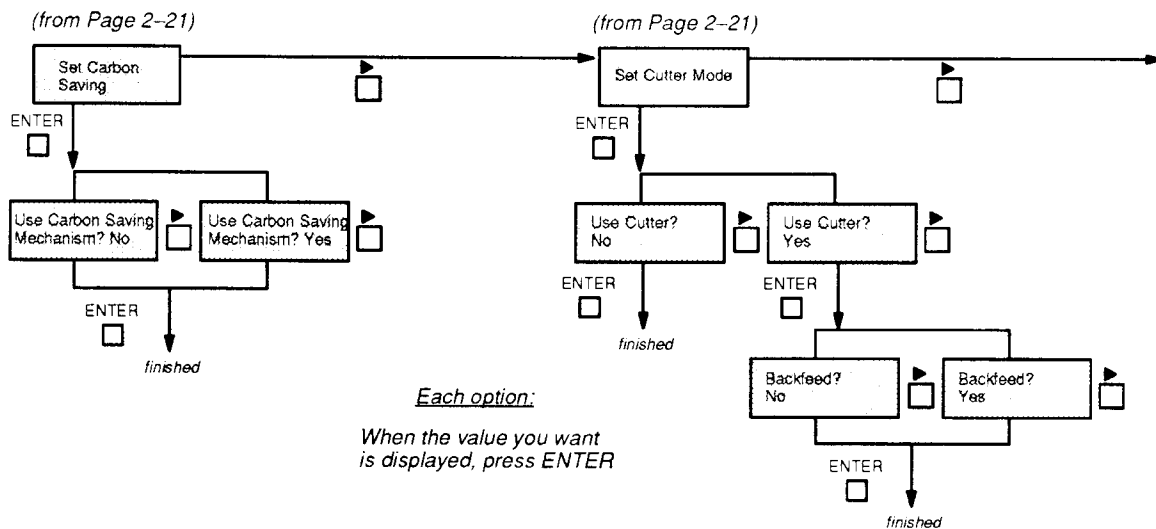 (from Page 2–21)
(from Page 2–21)
Set Carbon
Saving
Set Cutter Mode
ENTER
ENTER
Use Carbon Saving
Mechanism? No
Use Carbon Saving
Mechanism? Yes
Use Cutter?
No
Use Cutter?
Yes
ENTER
finished
ENTER
finished
ENTER
Backfeed?
No
Backfeed?
Yes
Each option:
When the value you want
is displayed, press ENTER
ENTER
finished